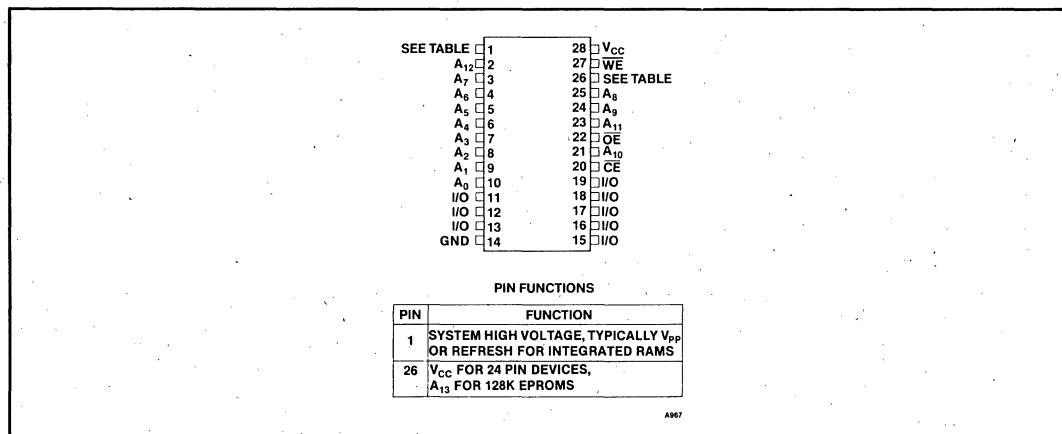 SEE TABLE 1 28 VCC
A12 2 27 WE
A7 3 26 SEE TABLE
A6 4 25 A8
A5 5 24 A9
A4 6 23 A11
A3 7 22 OE
A2 8 21 A10
A1 9 20 CE
A0 10 19 I/O
I/O 11 18 I/O
I/O 12 17 I/O
I/O 13 16 I/O
GND 14 15 I/O
PIN FUNCTIONS
PIN FUNCTION
1 SYSTEM HIGH VOLTAGE, TYPICALLY VPP
OR REFRESH FOR INTEGRATED RAMS
26 VCC FOR 24 PIN DEVICES,
A13 FOR 128K EPROMS
A967